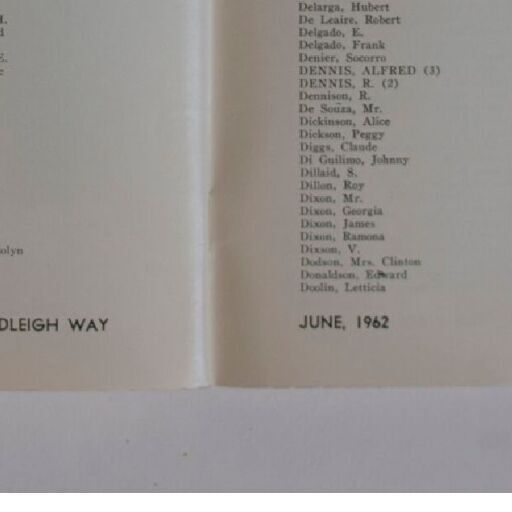 H.
d
E.
e
olyn
DLEIGH WAY
Delarga, Hubert
De Leaire, Robert
Delgado, E.
Delgado, Frank
Denier, Socorro
DENNIS, ALFRED (3)
DENNIS, R. (2)
Dennison, R.
De Souza, Mr.
Dickinson, Alice
Dickson, Peggy
Diggs, Claude
Di Guilimo, Johnny
Dillaid, S.
Dillon, Roy
Dixon, Mr.
Dixon, Georgia
Dixon, James
Dixon, Ramona
Dixson, V.
Dodson, Mrs. Clinton
Donaldson, Edward
Doolin, Letticia
JUNE, 1962